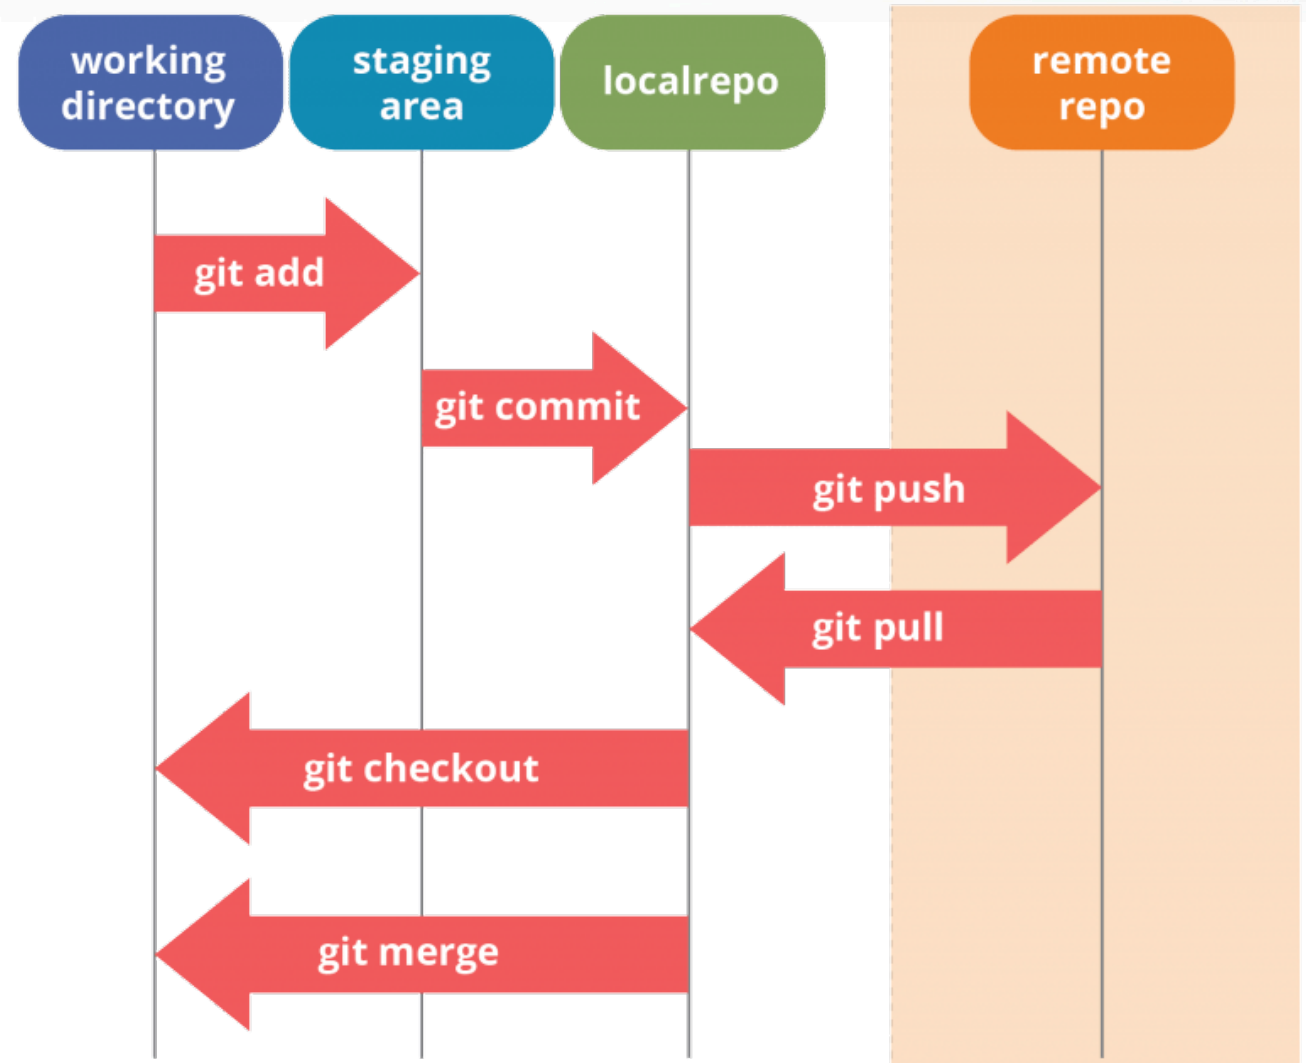 working
directory
staging
area
localrepo
remote
repo
git add
git commit
git push
git pull
git checkout
git merge